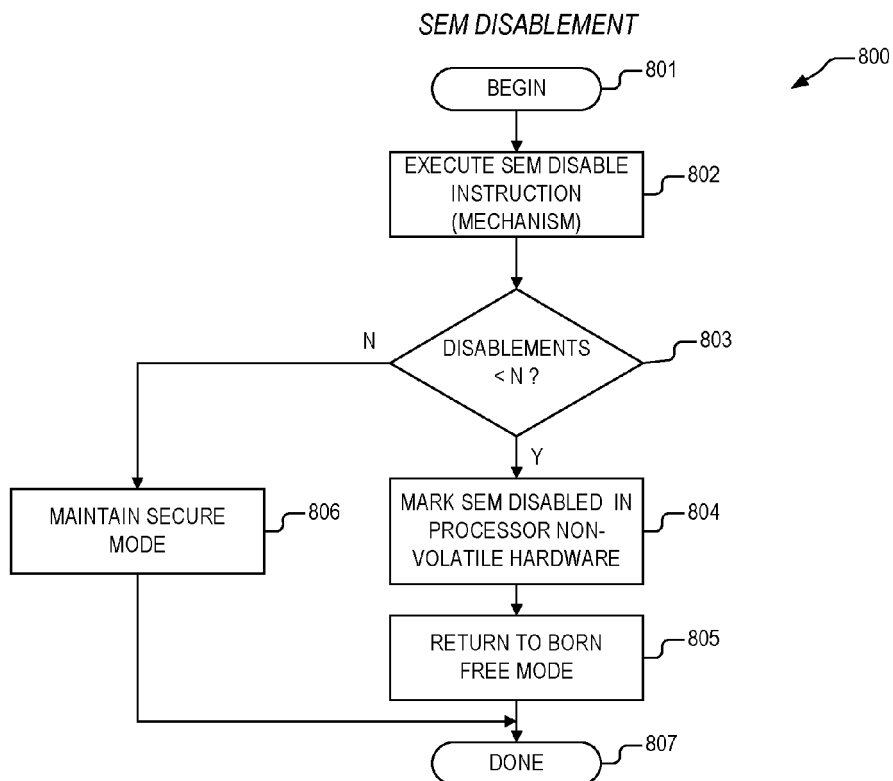 SEM DISABLEMENT
800
BEGIN
801
EXECUTE SEM DISABLE
INSTRUCTION
(MECHANISM)
802
DISABLEMENTS
< N ?
803
N
Y
MAINTAIN SECURE
MODE
806
MARK SEM DISABLED IN
PROCESSOR NON-
VOLATILE HARDWARE
804
RETURN TO BORN
FREE MODE
805
DONE
807